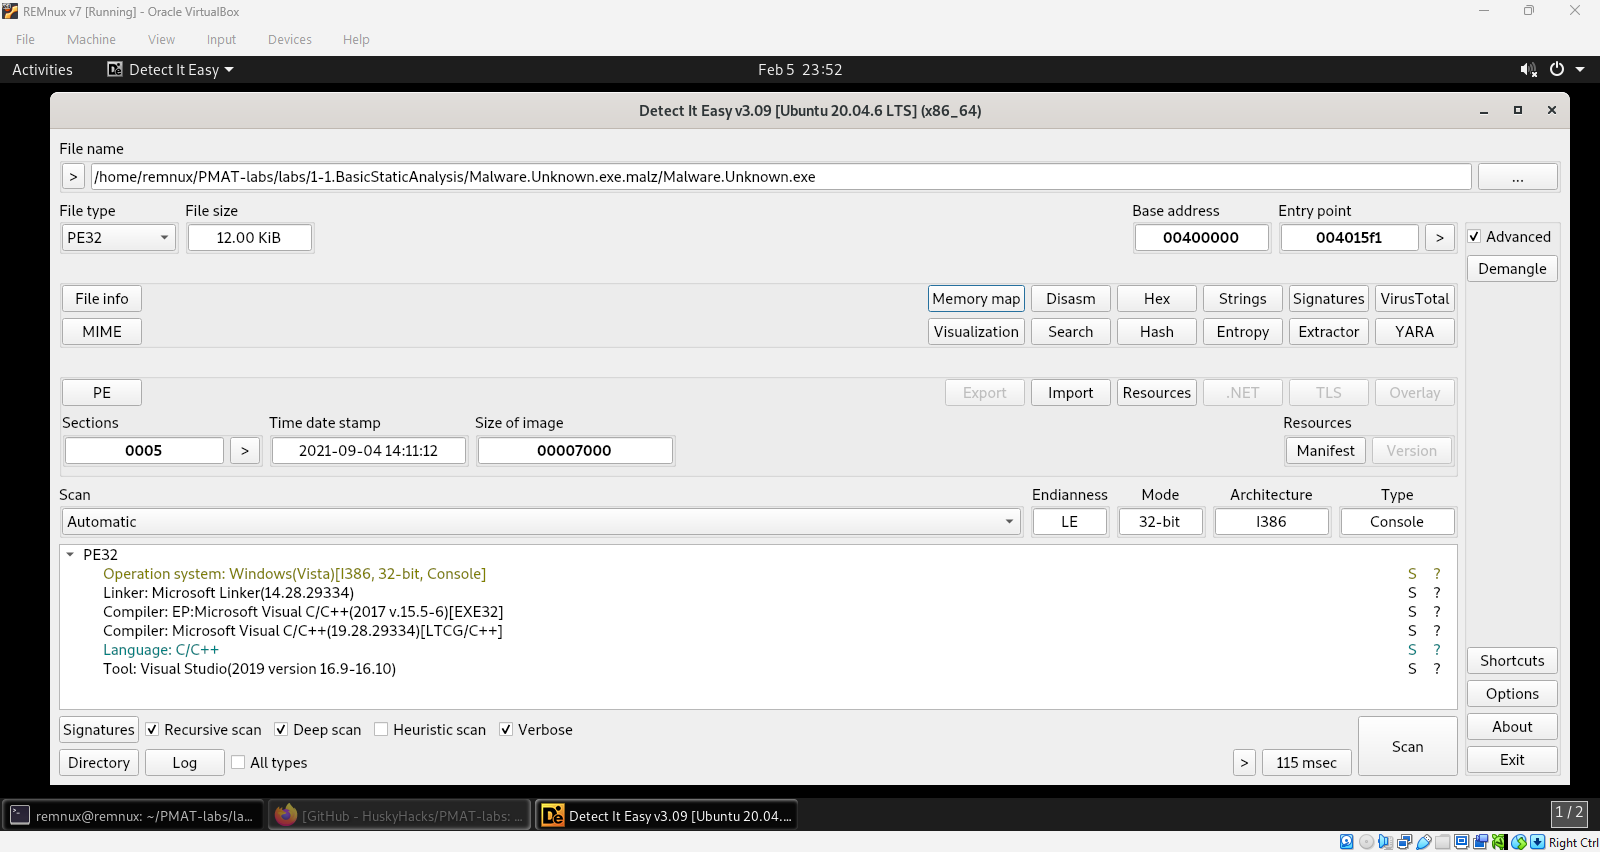 REMnux v7 [Running] - Oracle VirtualBox
File Machine View Input Devices Help
Activities Detect It Easy Feb 5 23:52
Detect It Easy v3.09 [Ubuntu 20.04.6 LTS] (x86_64)
File name
> /home/remnux/PMAT-labs/labs/1-1.BasicStaticAnalysis/Malware.Unknown.exe.malz/Malware.Unknown.exe ...
File type File size Base address Entry point
PE32 12.00 KiB 00400000 004015f1 > Advanced
Demangle
File info Memory map Disasm Hex Strings Signatures VirusTotal
MIME Visualization Search Hash Entropy Extractor YARA
PE Export Import Resources .NET TLS Overlay
Sections Time date stamp Size of image Resources
0005 > 2021-09-04 14:11:12 00007000 Manifest Version
Scan Endianness Mode Architecture Type
Automatic LE 32-bit I386 Console
PE32
Operation system: Windows(Vista)[I386, 32-bit, Console] S ?
Linker: Microsoft Linker(14.28.29334) S ?
Compiler: EP:Microsoft Visual C/C++(2017 v.15.5-6)[EXE32] S ?
Compiler: Microsoft Visual C/C++(19.28.29334)[LTCG/C++] S ?
Language: C/C++ S ?
Tool: Visual Studio(2019 version 16.9-16.10) S ?
Shortcuts
Options
Signatures Recursive scan Deep scan Heuristic scan Verbose Scan About
Directory Log All types > 115 msec Exit
remnux@remnux: ~/PMAT-labs/la... [GitHub - HuskyHacks/PMAT-labs: ... Detect It Easy v3.09 [Ubuntu 20.04.... 1 / 2
Right Ctrl